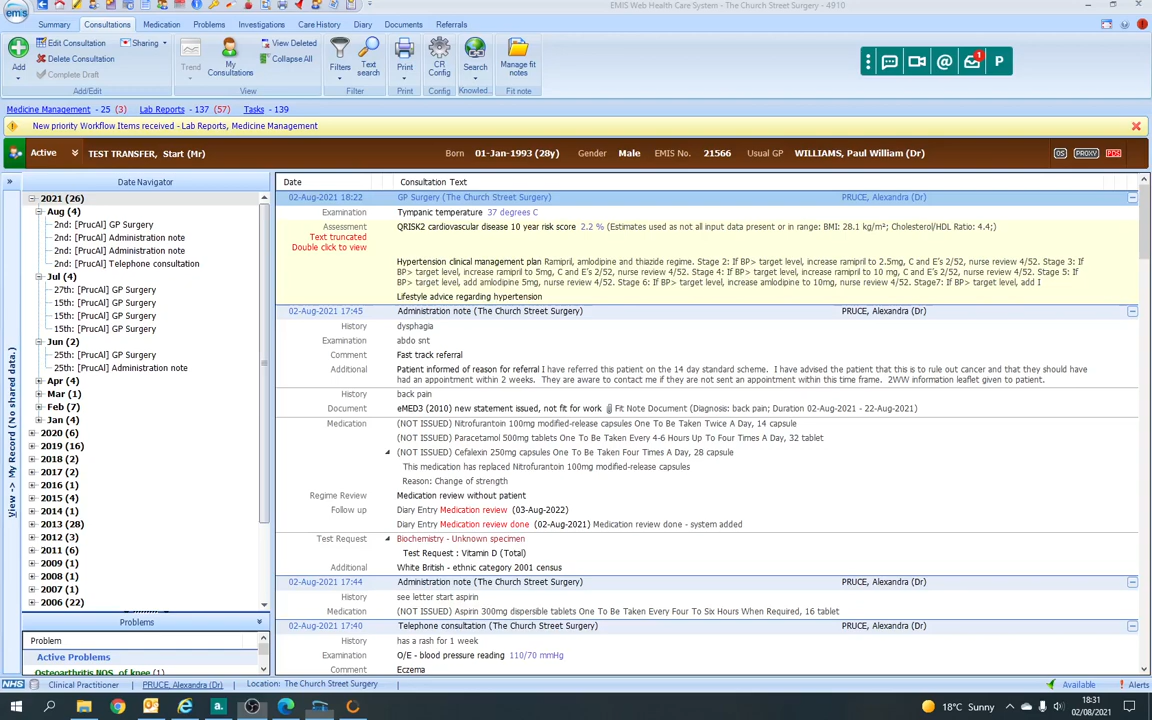 EMIS Web Health Care System - The Church Street Surgery - 4910
emis
Summary Consultations Medication Problems Investigations Care History Diary Documents Referrals
Add
Edit Consultation
Delete Consultation
Complete Draft
Sharing
Add/Edit
Trend
My Consultations
View Deleted
Collapse All
View
Filters
Text search
Filter
Print
Print
CR Config
Config
Search
Knowled...
Manage fit notes
Fit note
1
P
Medicine Management - 25 (3) Lab Reports - 137 (57) Tasks - 139
New priority Workflow Items received - Lab Reports, Medicine Management
Active TEST TRANSFER, Start (Mr) Born 01-Jan-1993 (28y) Gender Male EMIS No. 21566 Usual GP WILLIAMS, Paul William (Dr) OS PROXY PDS
View -> My Record (No shared data.)
Date Navigator
2021 (26)
Aug (4)
2nd: [PrucAl] GP Surgery
2nd: [PrucAl] Administration note
2nd: [PrucAl] Administration note
2nd: [PrucAl] Telephone consultation
Jul (4)
27th: [PrucAl] GP Surgery
15th: [PrucAl] GP Surgery
15th: [PrucAl] GP Surgery
15th: [PrucAl] GP Surgery
Jun (2)
25th: [PrucAl] GP Surgery
25th: [PrucAl] Administration note
Apr (4)
Mar (1)
Feb (7)
Jan (4)
2020 (6)
2019 (16)
2018 (2)
2017 (2)
2016 (1)
2015 (4)
2014 (1)
2013 (28)
2012 (3)
2011 (6)
2009 (1)
2008 (1)
2007 (1)
2006 (22)
Problems
Problem
Active Problems
Osteoarthritis NOS, of knee (1)
Date Consultation Text
02-Aug-2021 18:22 GP Surgery (The Church Street Surgery) PRUCE, Alexandra (Dr)
Examination Tympanic temperature 37 degrees C
Assessment QRISK2 cardiovascular disease 10 year risk score 2.2 % (Estimates used as not all input data present or in range: BMI: 28.1 kg/m²; Cholesterol/HDL Ratio: 4.4;)
Text truncated
Double click to view
Hypertension clinical management plan Ramipril, amlodipine and thiazide regime. Stage 2: If BP> target level, increase ramipril to 2.5mg, C and E's 2/52, nurse review 4/52. Stage 3: If
BP> target level, increase ramipril to 5mg, C and E's 2/52, nurse review 4/52. Stage 4: If BP> target level, increase ramipril to 10 mg, C and E's 2/52, nurse review 4/52. Stage 5: If
BP> target level, add amlodipine 5mg, nurse review 4/52. Stage 6: If BP> target level, increase amlodipine to 10mg, nurse review 4/52. Stage7: If BP> target level, add I
Lifestyle advice regarding hypertension
02-Aug-2021 17:45 Administration note (The Church Street Surgery) PRUCE, Alexandra (Dr)
History dysphagia
Examination abdo snt
Comment Fast track referral
Additional Patient informed of reason for referral I have referred this patient on the 14 day standard scheme. I have advised the patient that this is to rule out cancer and that they should
have had an appointment within 2 weeks. They are aware to contact me if they are not sent an appointment within this time frame. 2WW information leaflet given to patient.
History back pain
Document eMED3 (2010) new statement issued, not fit for work Fit Note Document (Diagnosis: back pain; Duration 02-Aug-2021 - 22-Aug-2021)
Medication (NOT ISSUED) Nitrofurantoin 100mg modified-release capsules One To Be Taken Twice A Day, 14 capsule
(NOT ISSUED) Paracetamol 500mg tablets One To Be Taken Every 4-6 Hours Up To Four Times A Day, 32 tablet
(NOT ISSUED) Cefalexin 250mg capsules One To Be Taken Four Times A Day, 28 capsule
This medication has replaced Nitrofurantoin 100mg modified-release capsules
Reason: Change of strength
Regime Review Medication review without patient
Follow up Diary Entry Medication review (03-Aug-2022)
Diary Entry Medication review done (02-Aug-2021) Medication review done - system added
Test Request Biochemistry - Unknown specimen
Test Request : Vitamin D (Total)
Additional White British - ethnic category 2001 census
02-Aug-2021 17:44 Administration note (The Church Street Surgery) PRUCE, Alexandra (Dr)
History see letter start aspirin
Medication (NOT ISSUED) Aspirin 300mg dispersible tablets One To Be Taken Every Four To Six Hours When Required, 16 tablet
02-Aug-2021 17:40 Telephone consultation (The Church Street Surgery) PRUCE, Alexandra (Dr)
History has a rash for 1 week
Examination O/E - blood pressure reading 110/70 mmHg
Comment Eczema
NHS Clinical Practitioner PRUCE, Alexandra (Dr) Location: The Church Street Surgery Available Alerts
a.
18°C Sunny
18:31
02/08/2021